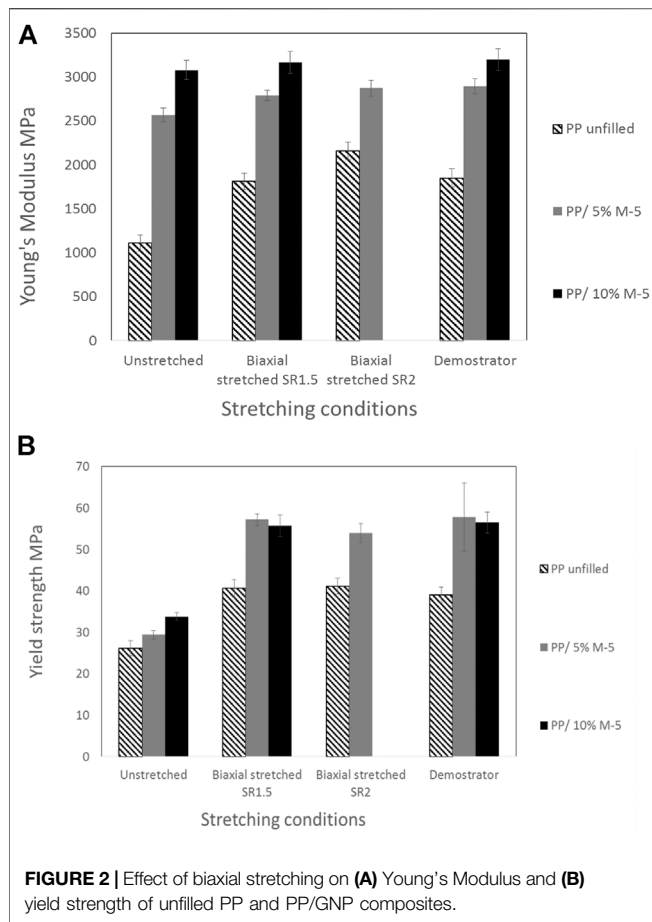 A
Young's Modulus MPa
3500
3000
2500
2000
1500
1000
500
0
Unstretched
Biaxial
stretched SR1.5
Biaxial
stretched SR2
Demostrator
Stretching conditions
PP unfilled
PP/ 5% M-5
PP/ 10% M-5
B
Yield strength MPa
70
60
50
40
30
20
10
0
Unstretched
Biaxial stretched
SR1.5
Biaxial stretched
SR2
Demostrator
Stretching conditions
PP unfilled
PP/ 5% M-5
PP/ 10% M-5
FIGURE 2 | Effect of biaxial stretching on (A) Young’s Modulus and (B)
yield strength of unfilled PP and PP/GNP composites.